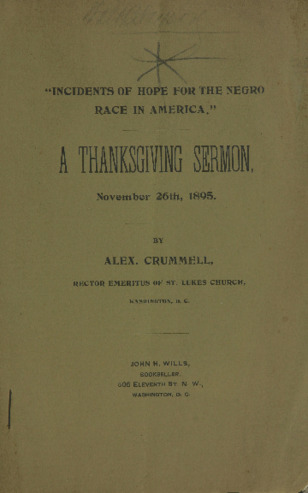 "INCIDENTS OF HOPE FOR THE NEGRO
RACE IN AMERICA."
A THANKSGIVING SERMON,
November 26th, 1895.
BY
ALEX. CRUMMELL,
RECTOR EMERITUS OF ST. LUKES CHURCH,
WASHINGTON, D. C.
JOHN H. WILLS,
BOOKSELLER
606 ELEVENTH ST. N. W.,
WASHINGTON, D. C.